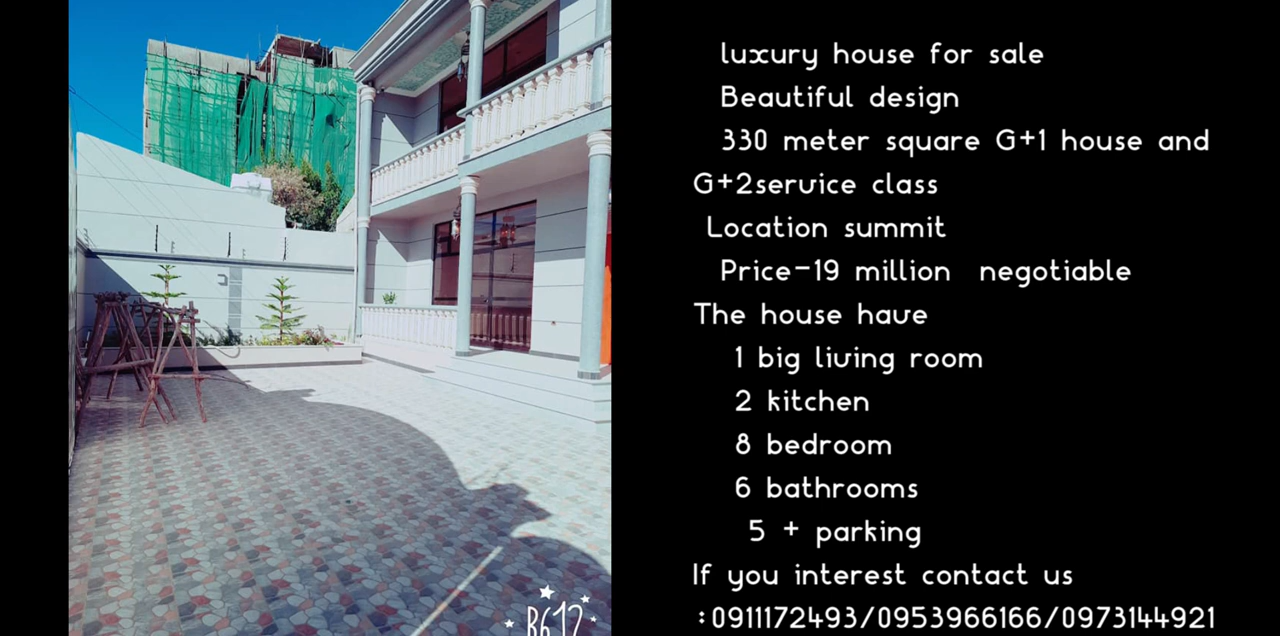 luxury house for sale
Beautiful design
330 meter square G+1 house and
G+2service class
Location summit
Price-19 million negotiable
The house have
1 big living room
2 kitchen
8 bedroom
6 bathrooms
5 + parking
If you interest contact us
:0911172493/0953966166/0973144921
B612